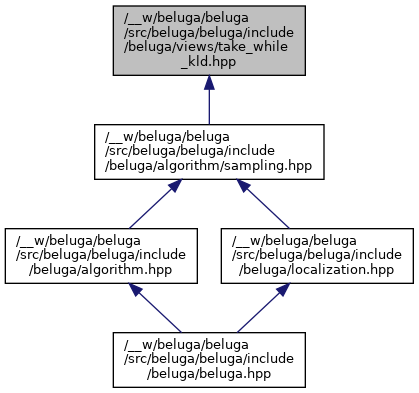 /__w/beluga/beluga
/src/beluga/beluga/include
/beluga/views/take_while
_kld.hpp
/__w/beluga/beluga
/src/beluga/beluga/include
/beluga/algorithm/sampling.hpp
/__w/beluga/beluga
/src/beluga/beluga/include
/beluga/algorithm.hpp
/__w/beluga/beluga
/src/beluga/beluga/include
/beluga/localization.hpp
/__w/beluga/beluga
/src/beluga/beluga/include
/beluga/beluga.hpp